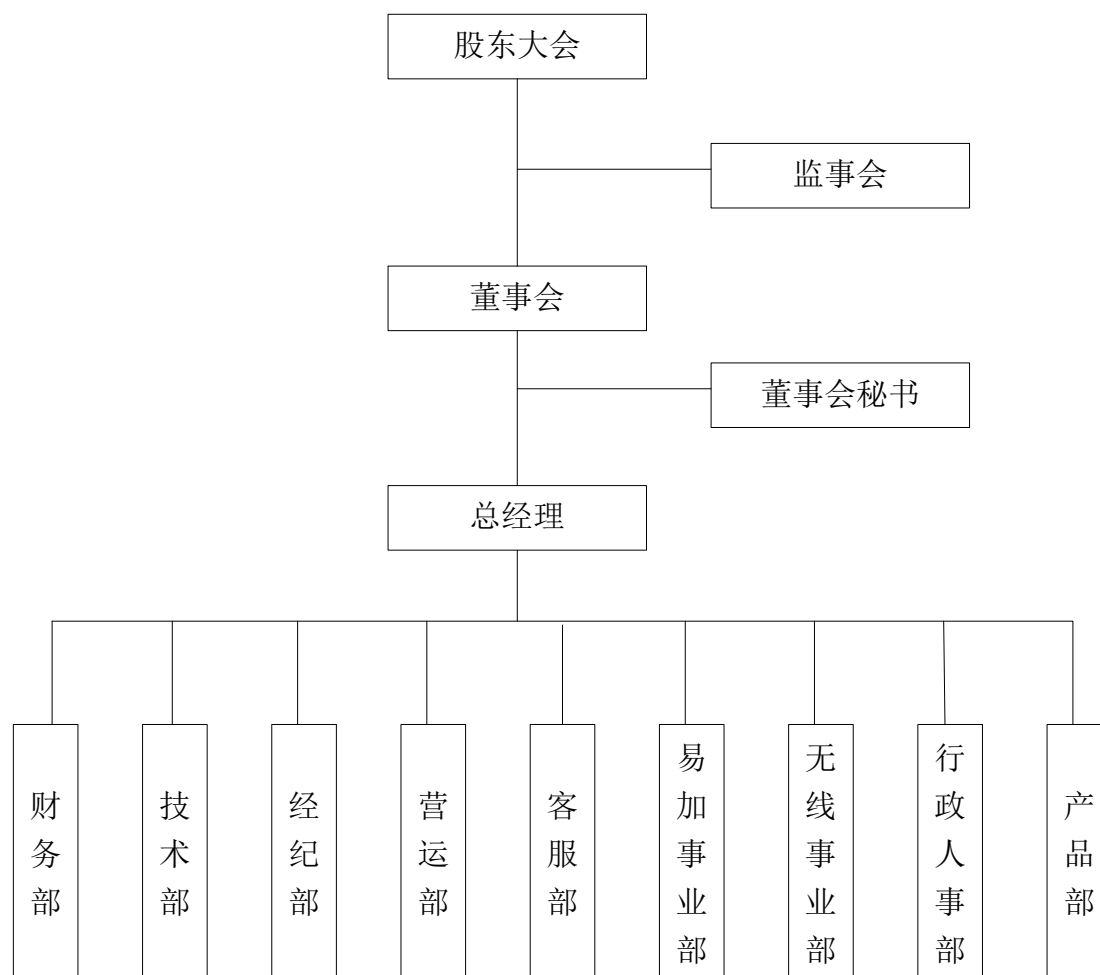 股东大会
监事会
董事会
董事会秘书
总经理
财务部
技术部
经纪部
营运部
客服部
易加事业部
无线事业部
行政人事部
产品部